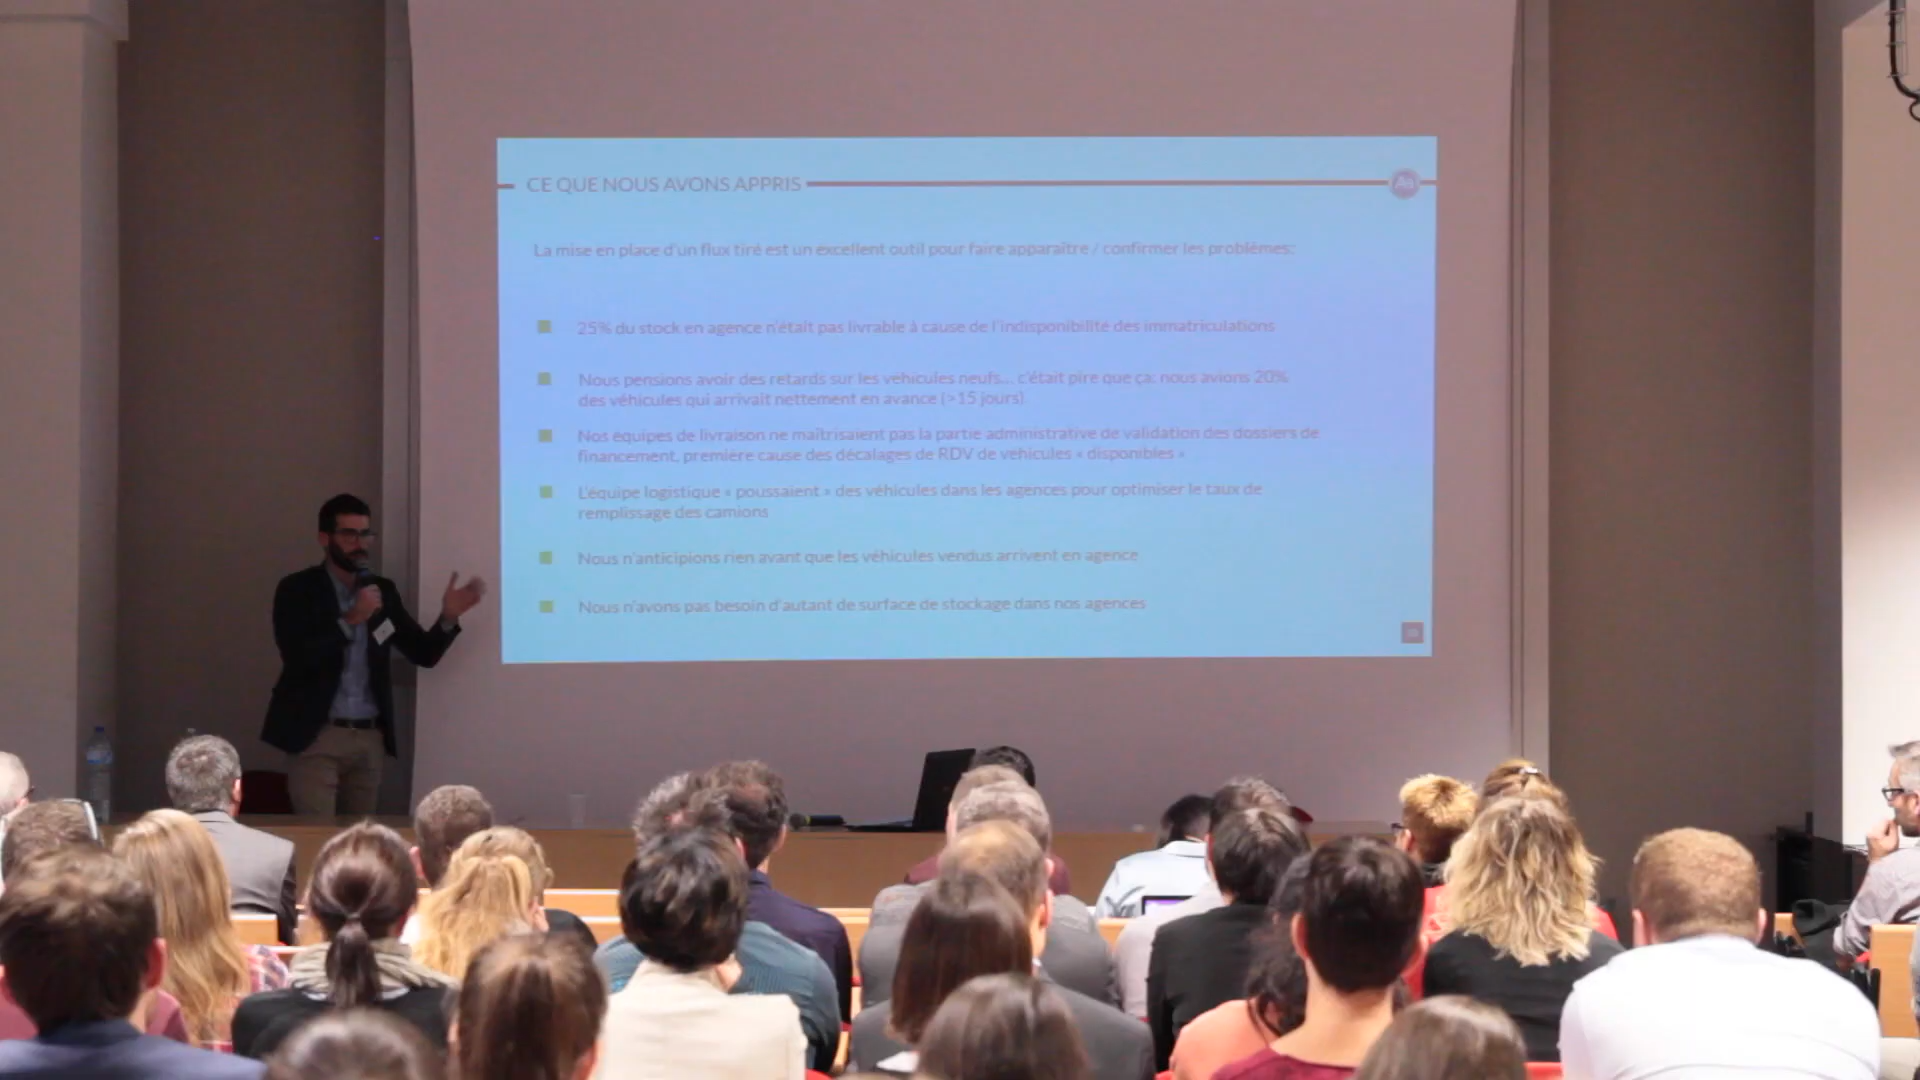 CE QUE NOUS AVONS APPRIS
Aa
La mise en place d'un flux tiré est un excellent outil pour faire apparaître / confirmer les problèmes:
25% du stock en agence n'était pas livrable à cause de l'indisponibilité des immatriculations
Nous pensions avoir des retards sur les véhicules neufs... c'était pire que ça: nous avions 20%
des véhicules qui arrivait nettement en avance (>15 jours)
Nos équipes de livraison ne maîtrisaient pas la partie administrative de validation des dossiers de
financement, première cause des décalages de RDV de véhicules « disponibles »
L'équipe logistique « poussaient » des véhicules dans les agences pour optimiser le taux de
remplissage des camions
Nous n'anticipions rien avant que les véhicules vendus arrivent en agence
Nous n'avons pas besoin d'autant de surface de stockage dans nos agences